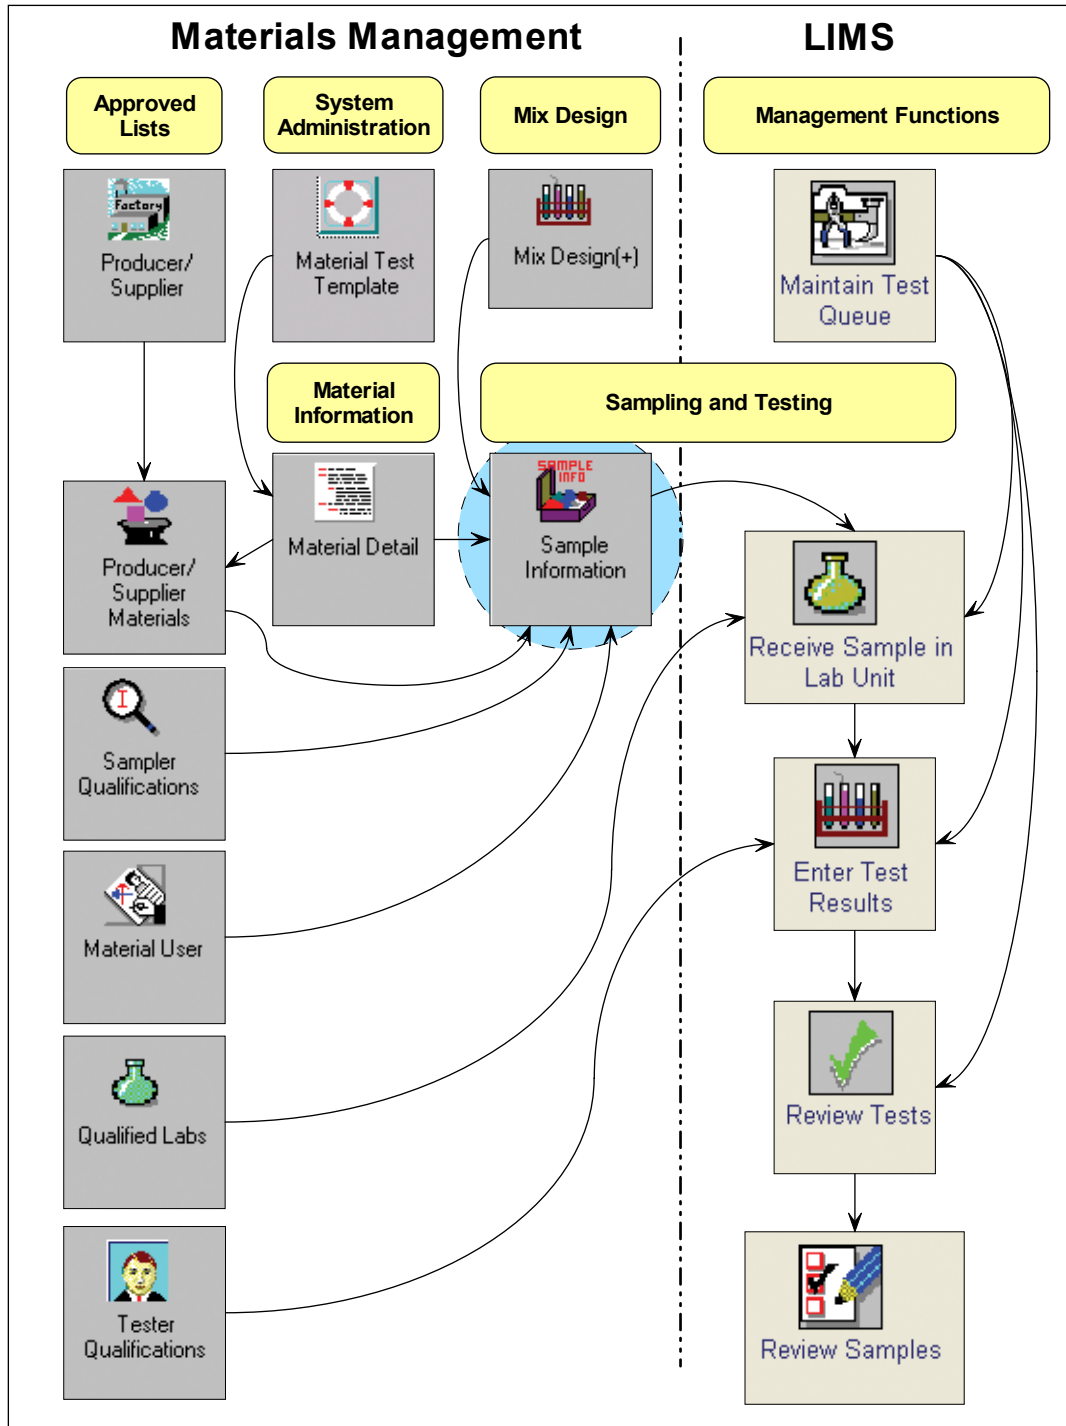 Materials Management
LIMS
Approved
Lists
System
Administration
Mix Design
Management Functions
Factory
Producer/
Supplier
Material Test
Template
Mix Design(+)
Maintain Test
Queue
Material
Information
Sampling and Testing
Producer/
Supplier
Materials
Material Detail
SAMPLE
INFO
Sample
Information
Receive Sample in
Lab Unit
Sampler
Qualifications
Enter Test
Results
Material User
Qualified Labs
Review Tests
Tester
Qualifications
Review Samples